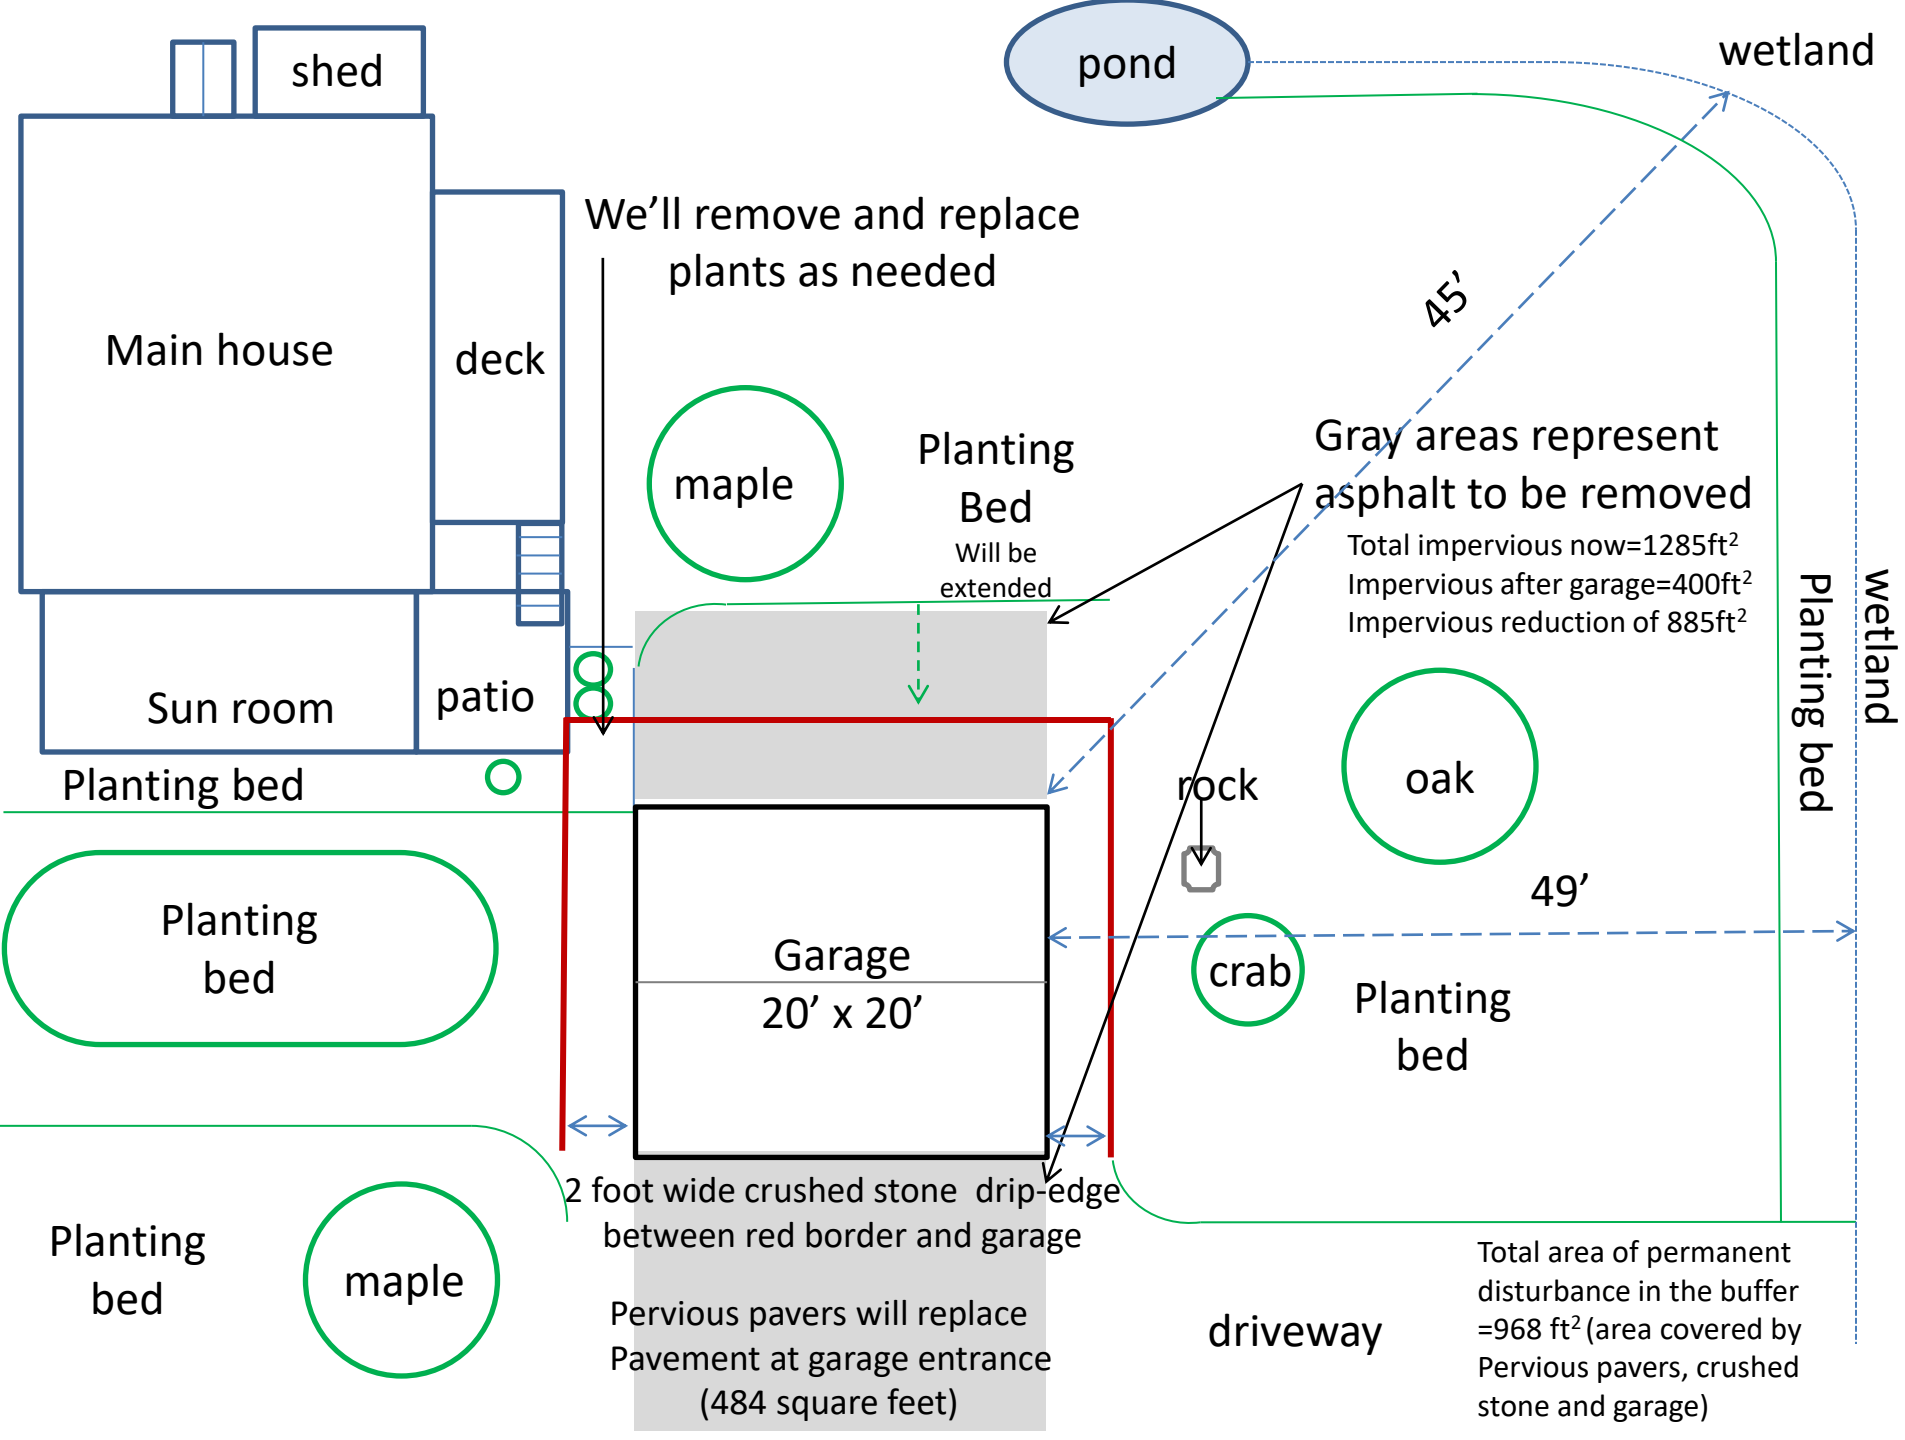 shed
pond
wetland
We’ll remove and replace
plants as needed
Main house
deck
45’
maple
Planting
Bed
Will be
extended
Gray areas represent
asphalt to be removed
Total impervious now=1285ft²
Impervious after garage=400ft²
Impervious reduction of 885ft²
Planting bed
wetland
Sun room
patio
Planting bed
rock
oak
49’
Planting
bed
Garage
20’ x 20’
crab
Planting
bed
2 foot wide crushed stone drip-edge
between red border and garage
Planting
bed
maple
Pervious pavers will replace
Pavement at garage entrance
(484 square feet)
driveway
Total area of permanent
disturbance in the buffer
=968 ft² (area covered by
Pervious pavers, crushed
stone and garage)